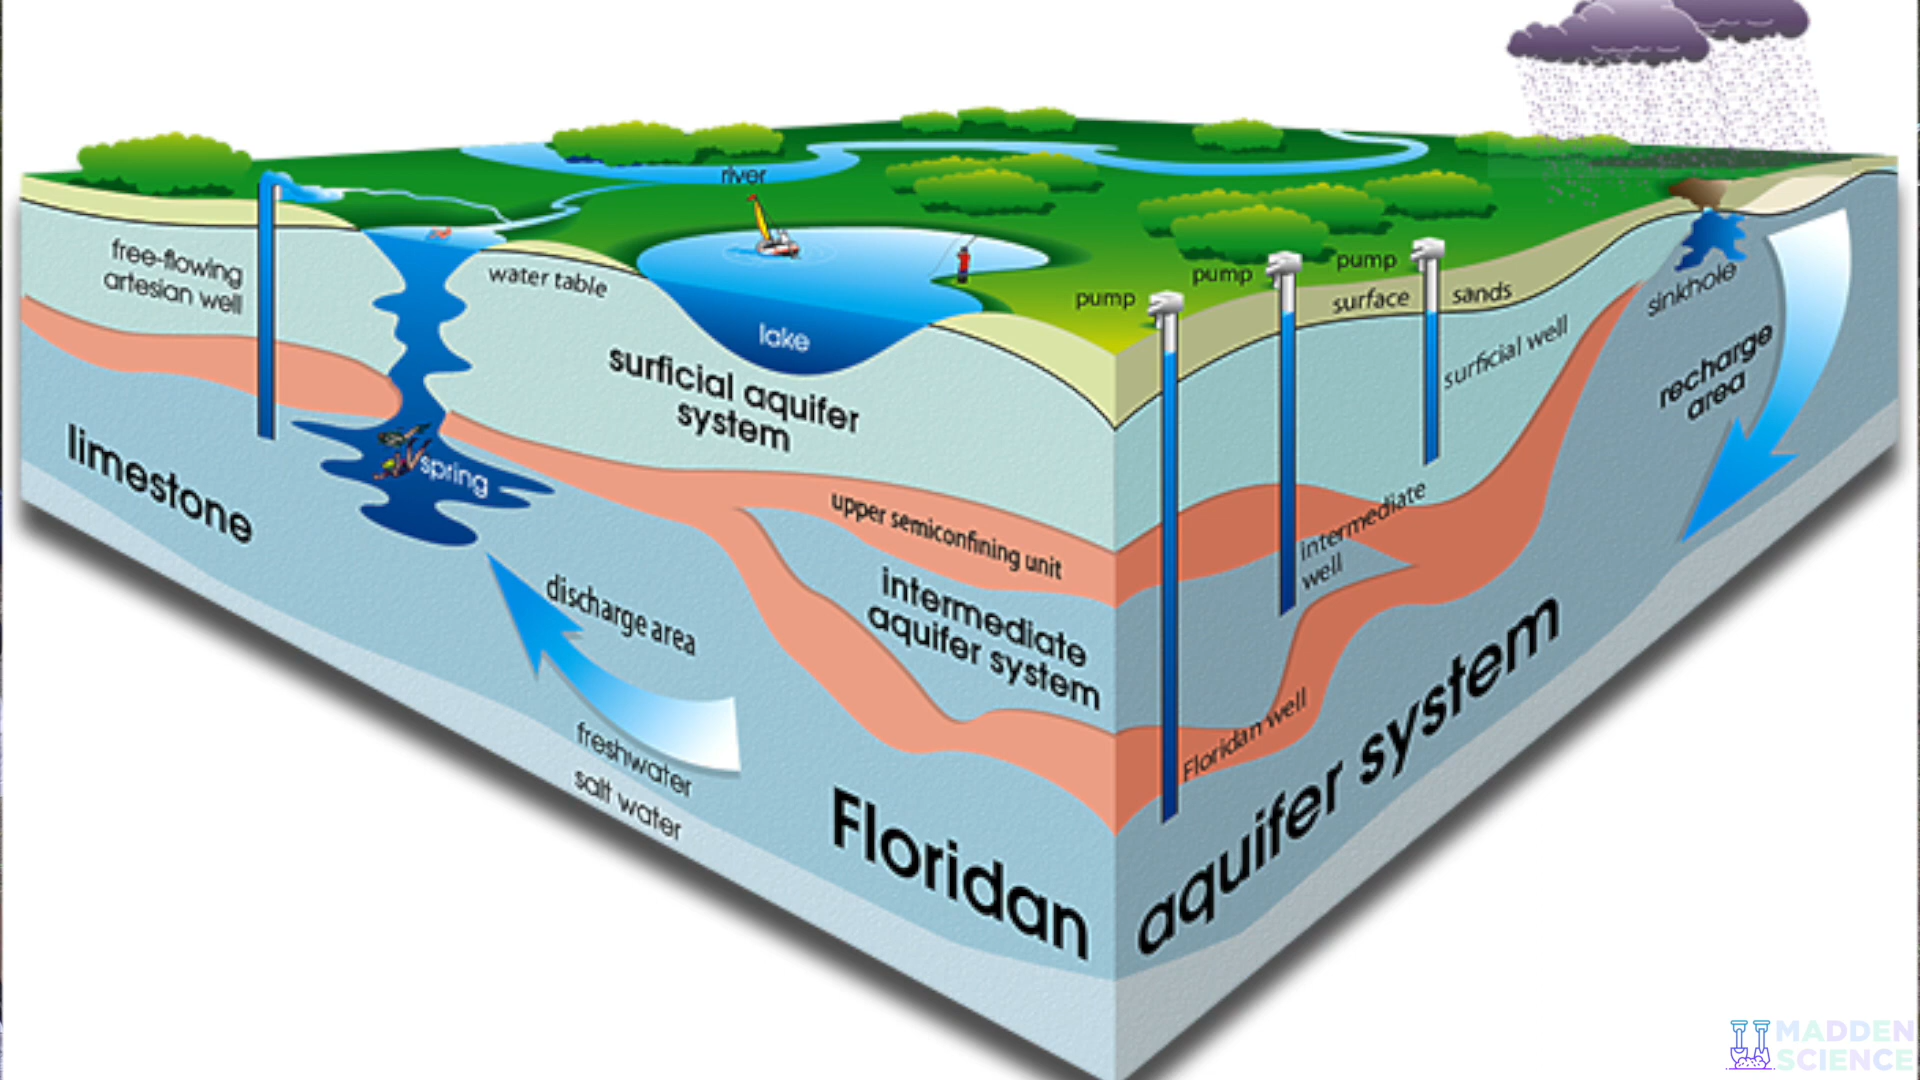 river
free-flowing
artesian well
water table
lake
pump
pump
pump
surface sands
sinkhole
surficial well
recharge
area
surficial aquifer
system
limestone
spring
upper semiconfining unit
intermediate
well
intermediate
aquifer system
discharge area
freshwater
salt water
Floridan well
Floridan
aquifer system
MADDEN
SCIENCE